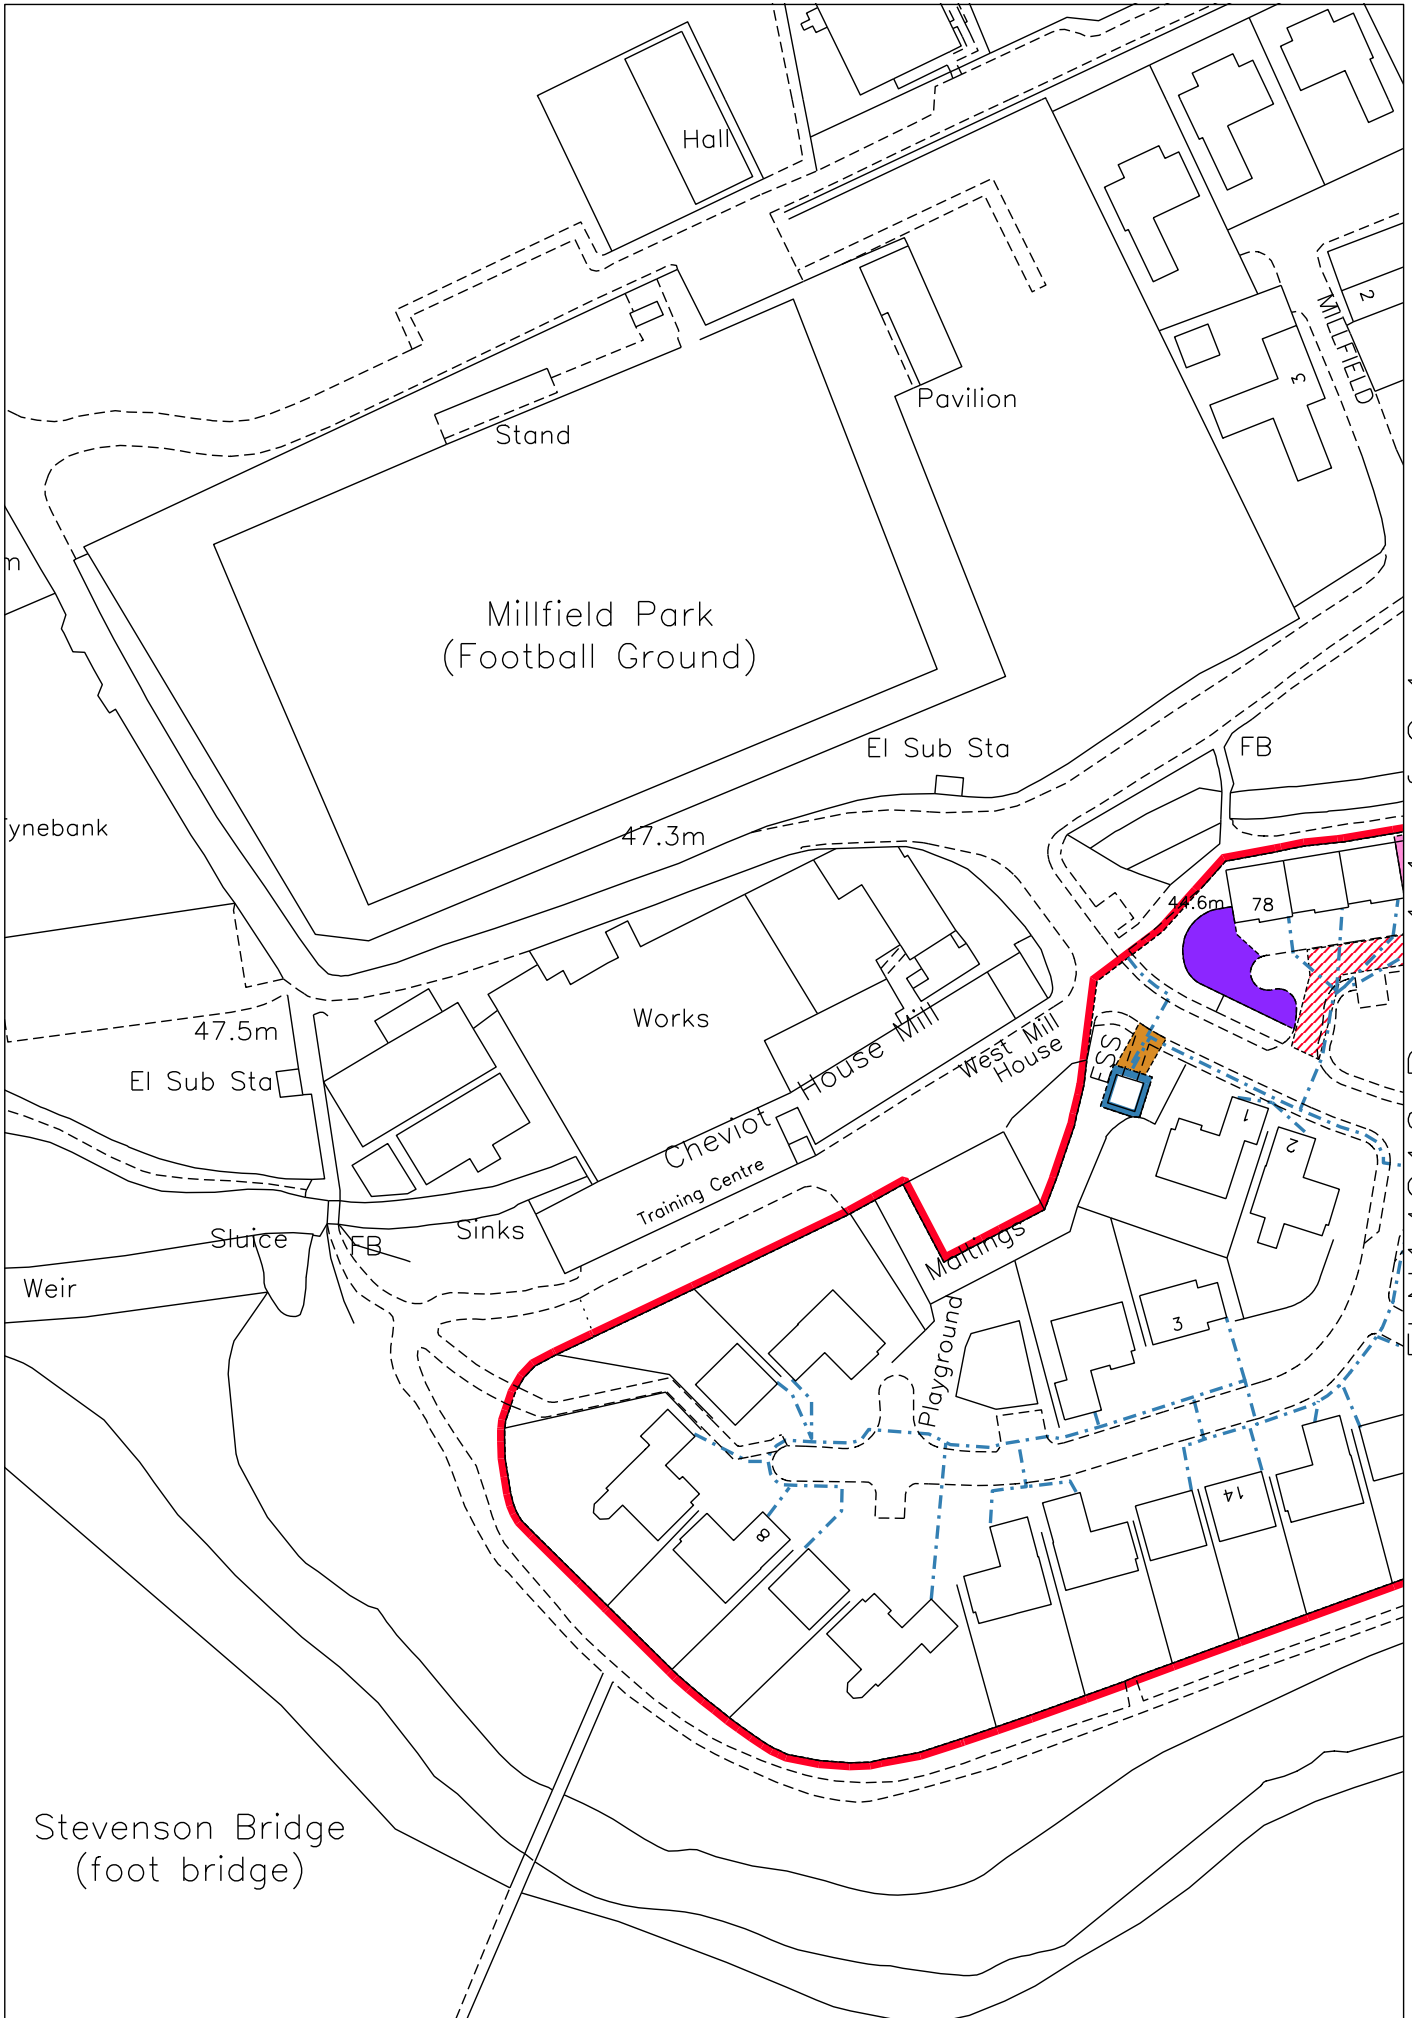 Hall
2
MILLFIELD
3
Pavilion
Stand
m
Millfield Park
(Football Ground)
El Sub Sta
FB
ynebank
47.3m
44.6m
78
Works
47.5m
El Sub Sta
House Mill
West Mill
House
ESS
Cheviot
1
2
Training Centre
Sluice
FB
Sinks
Maltings
Weir
Playground
3
14
8
Stevenson Bridge
(foot bridge)